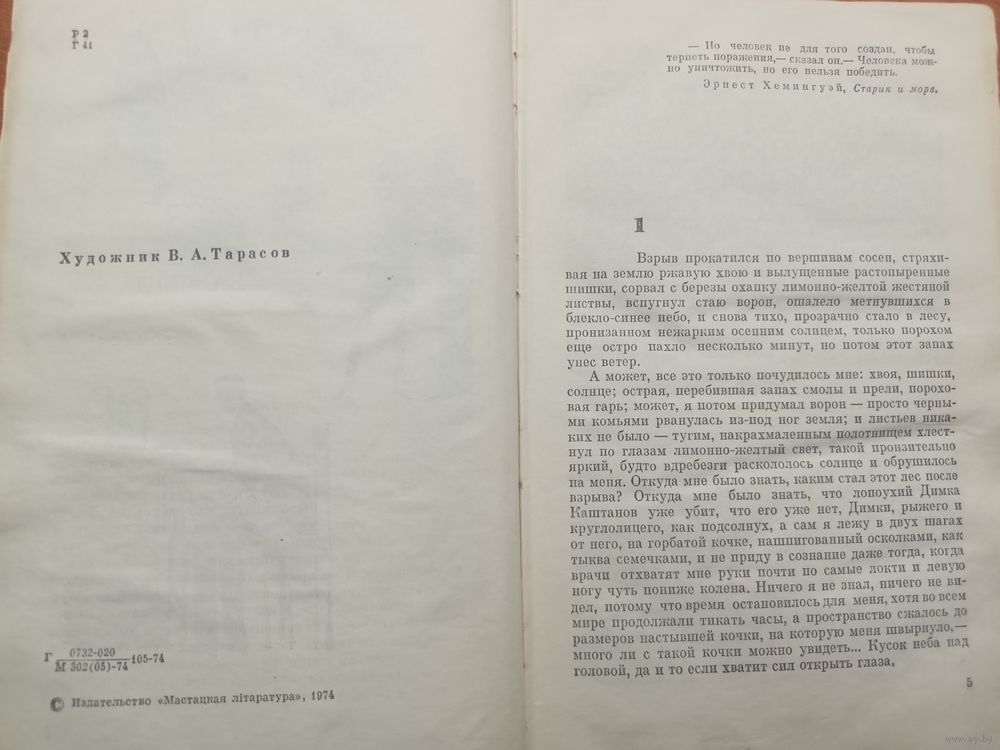 Р 2
Г 41
Художник В. А. Тарасов
Г 0732-020 105-74
М 302(05)-74
© Издательство «Мастацкая літаратура», 1974
— Но человек не для того создан, чтобы
терпеть поражения,— сказал он.— Человека мож-
но уничтожить, но его нельзя победить.
Эрнест Хемингуэй, Старик и море.
1
Взрыв прокатился по вершинам сосен, стряхи-
вая на землю ржавую хвою и вылущенные растопыренные
шишки, сорвал с березы охапку лимонно-желтой жестяной
листвы, вспугнул стаю ворон, ошалело метнувшихся в
блекло-синее небо, и снова тихо, прозрачно стало в лесу,
пронизанном нежарким осенним солнцем, только порохом
еще остро пахло несколько минут, но потом этот запах
унес ветер.
А может, все это только почудилось мне: хвоя, шишки,
солнце; острая, перебившая запах смолы и прели, порохо-
вая гарь; может, я потом придумал ворон — просто черны-
ми комьями рванулась из-под ног земля; и листьев ника-
ких не было — тугим, накрахмаленным полотнищем хлест-
нул по глазам лимонно-желтый свет, такой пронзительно
яркий, будто вдребезги раскололось солнце и обрушилось
на меня. Откуда мне было знать, каким стал этот лес после
взрыва? Откуда мне было знать, что лопоухий Димка
Каштанов уже убит, что его уже нет, Димки, рыжего и
круглолицего, как подсолнух, а сам я лежу в двух шагах
от него, на горбатой кочке, нашпигованный осколками, как
тыква семечками, и не приду в сознание даже тогда, когда
врачи отхватят мне руки почти по самые локти и левую
ногу чуть пониже колена. Ничего я не знал, ничего не ви-
дел, потому что время остановилось для меня, хотя во всем
мире продолжали тикать часы, а пространство сжалось до
размеров настывшей кочки, на которую меня швырнуло,—
много ли с такой кочки можно увидеть... Кусок неба над
головой, да и то если хватит сил открыть глаза,
5
www.ay.by